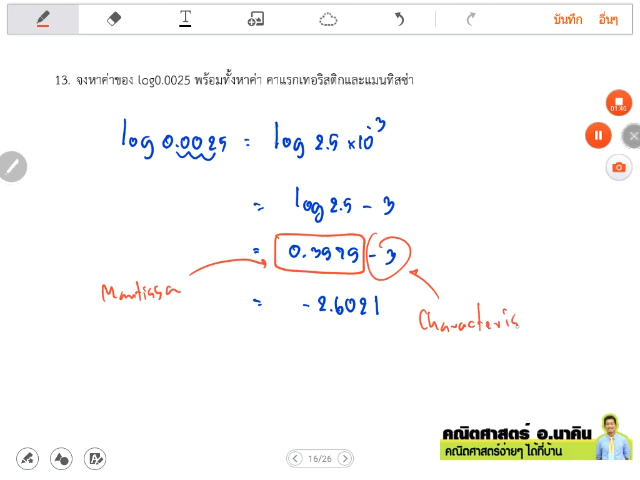 T
บันทึก อื่นๆ
01:46
13. จงหาค่าของ log0.0025 พร้อมทั้งหาค่า คาแรกเทอริสติกและแมนทิสซ่า
log 0.0025 = log 2.5 × 10⁻³
= log 2.5 - 3
= 0.3979 - 3
Mantissa
= - 2.6021
Characteris
คณิตศาสตร์ อ.นาคิน
คณิตศาสตร์ง่ายๆ ได้ที่บ้าน
16/26